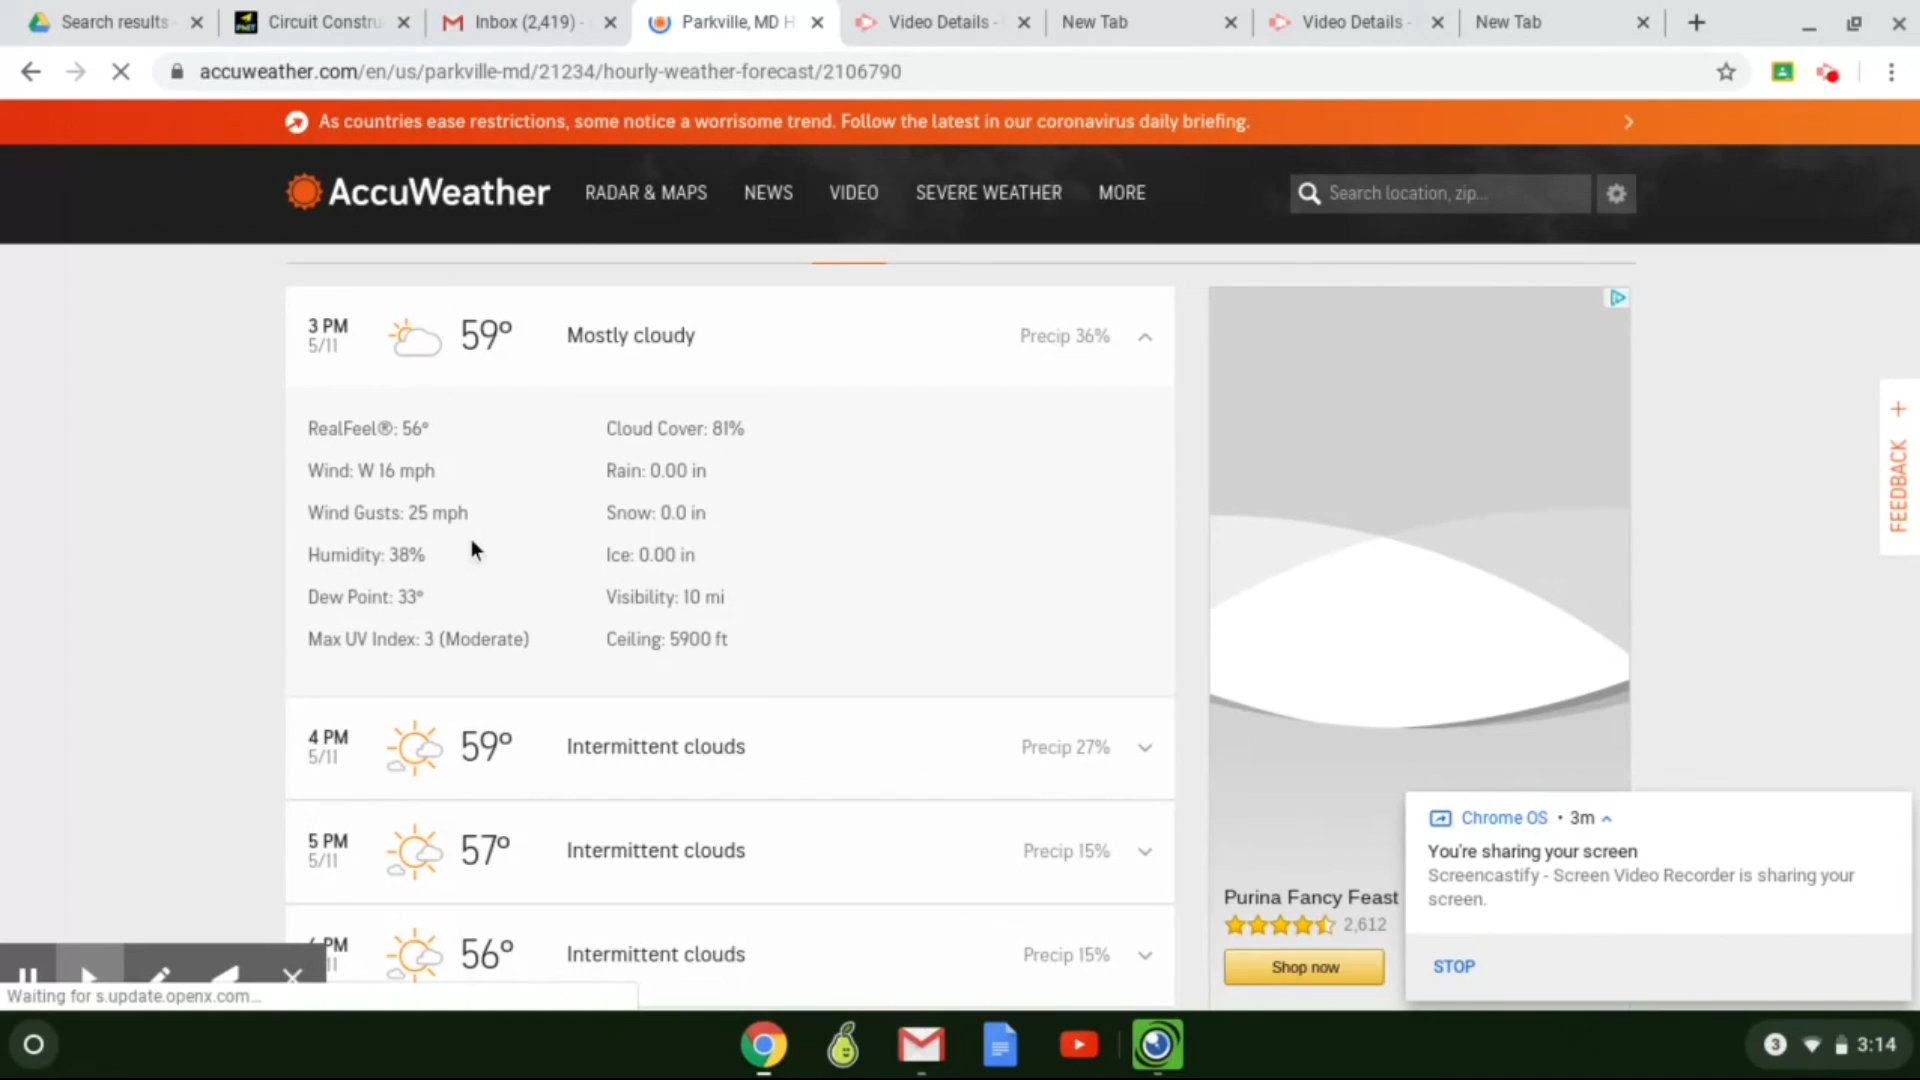 Search results
Circuit Constru
Inbox (2,419) -
Parkville, MD H
Video Details -
New Tab
Video Details -
New Tab
accuweather.com/en/us/parkville-md/21234/hourly-weather-forecast/2106790
As countries ease restrictions, some notice a worrisome trend. Follow the latest in our coronavirus daily briefing.
AccuWeather
RADAR & MAPS
NEWS
VIDEO
SEVERE WEATHER
MORE
Search location, zip...
3 PM
5/11
59°
Mostly cloudy
Precip 36%
RealFeel®: 56°
Cloud Cover: 81%
Wind: W 16 mph
Rain: 0.00 in
Wind Gusts: 25 mph
Snow: 0.0 in
Humidity: 38%
Ice: 0.00 in
Dew Point: 33°
Visibility: 10 mi
Max UV Index: 3 (Moderate)
Ceiling: 5900 ft
FEEDBACK
4 PM
5/11
59°
Intermittent clouds
Precip 27%
5 PM
5/11
57°
Intermittent clouds
Precip 15%
PM
56°
Intermittent clouds
Precip 15%
Purina Fancy Feast
2,612
Shop now
Chrome OS • 3m
You're sharing your screen
Screencastify - Screen Video Recorder is sharing your
screen.
STOP
Waiting for s.update.openx.com...
3
3:14